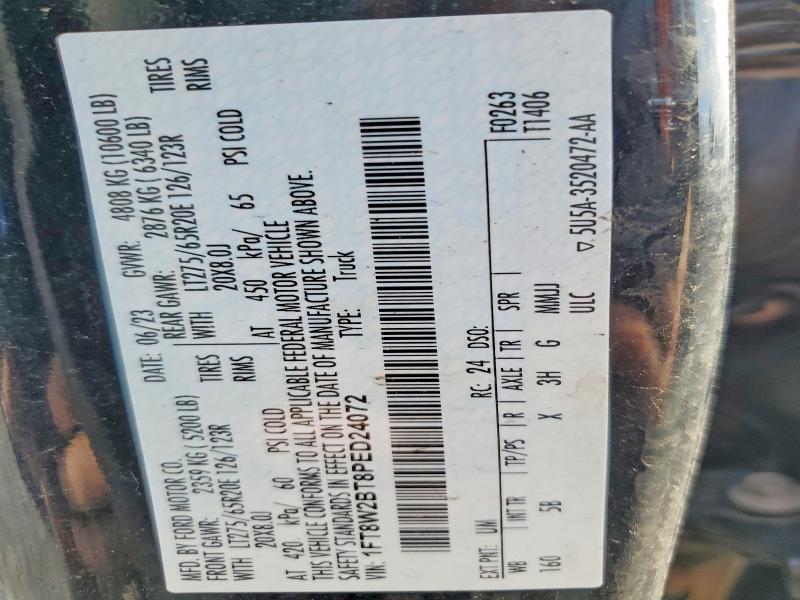 MFD. BY FORD MOTOR CO.
DATE: 06/23 GVWR: 4808 KG (10600 LB)
FRONT GAWR: 2359 KG (5200 LB) REAR GAWR: 2876 KG (6340 LB)
WITH LT275/65R20E 126/123R TIRES WITH LT275/65R20E 126/123R TIRES
20X8.0J RIMS 20X8.0J RIMS
AT 420 kPa/ 60 PSI COLD AT 450 kPa/ 65 PSI COLD
THIS VEHICLE CONFORMS TO ALL APPLICABLE FEDERAL MOTOR VEHICLE
SAFETY STANDARDS IN EFFECT ON THE DATE OF MANUFACTURE SHOWN ABOVE.
VIN: 1FT8W2BT8PED24072 TYPE: Truck
EXT PNT: UM RC: 24 DSO: F0263
WB INT TR TP/PS R AXLE TR SPR T1406
160 5B X 3H G MMJJ
ULC ▽ 5U5A-3520472-AA